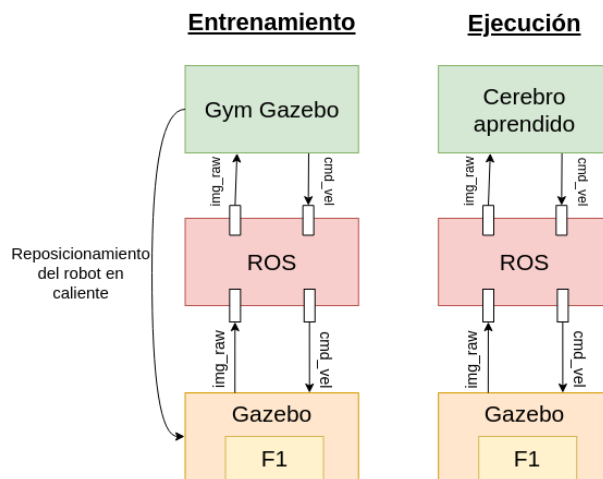 Entrenamiento
Gym Gazebo
img_raw
cmd_vel
ROS
Reposicionamiento
del robot en
caliente
img_raw
cmd_vel
Gazebo
F1
Ejecución
Cerebro
aprendido
img_raw
cmd_vel
ROS
img_raw
cmd_vel
Gazebo
F1